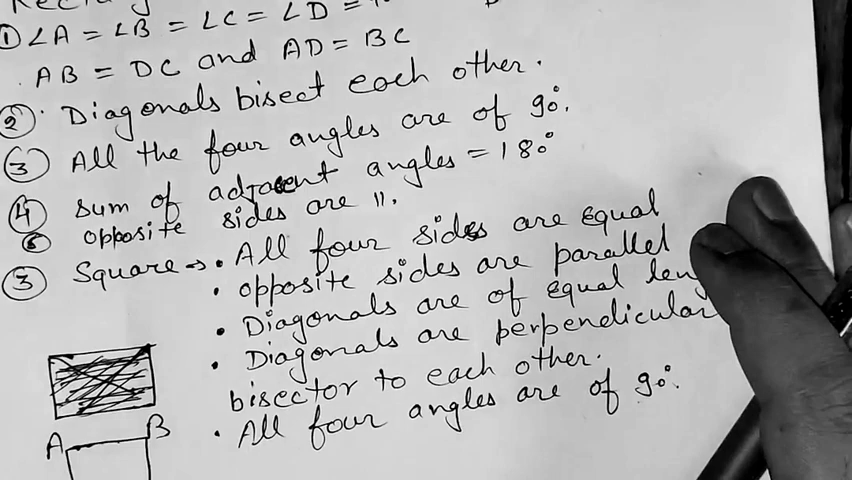 ① ∠A = ∠B = ∠C = ∠D =
AB = DC and AD = BC
② Diagonals bisect each other.
③ All the four angles are of 90°.
④ sum of adjacent angles = 180°
⑤ opposite sides are ||.
③ Square → • All four sides are equal
• opposite sides are parallel
• Diagonals are of equal leng
• Diagonals are perpendicular
bisector to each other.
• All four angles are of 90°.
A B